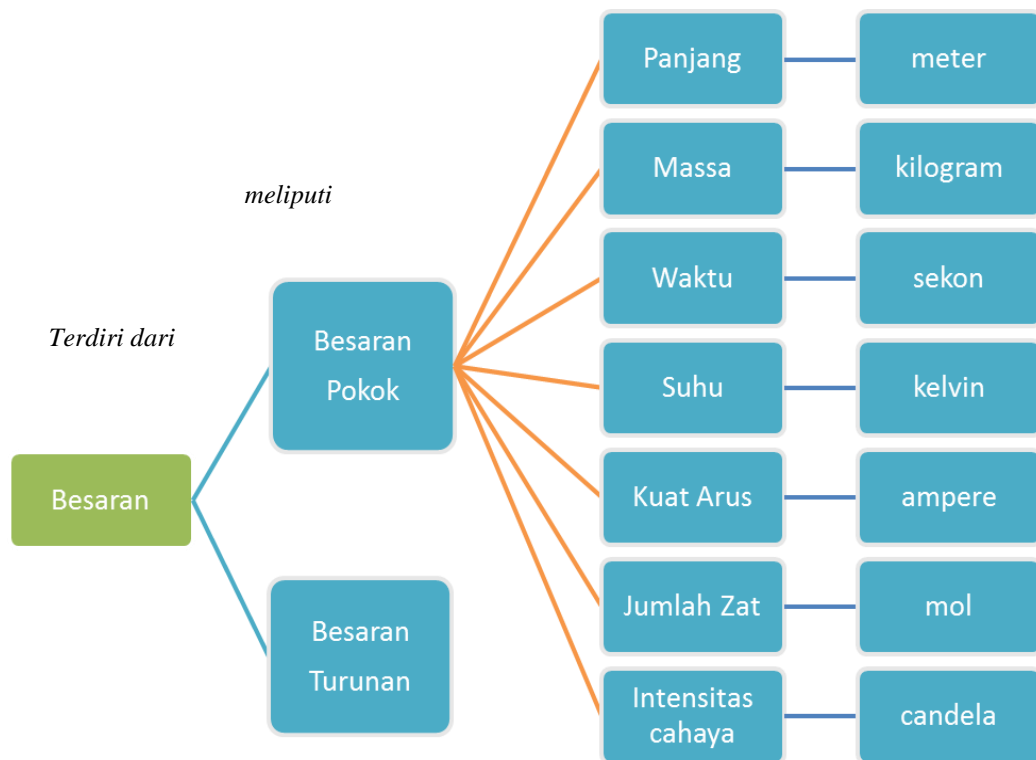 Panjang
meter
Massa
kilogram
meliputi
Waktu
sekon
Terdiri dari
Besaran
Pokok
Suhu
kelvin
Besaran
Kuat Arus
ampere
Jumlah Zat
mol
Besaran
Turunan
Intensitas
cahaya
candela